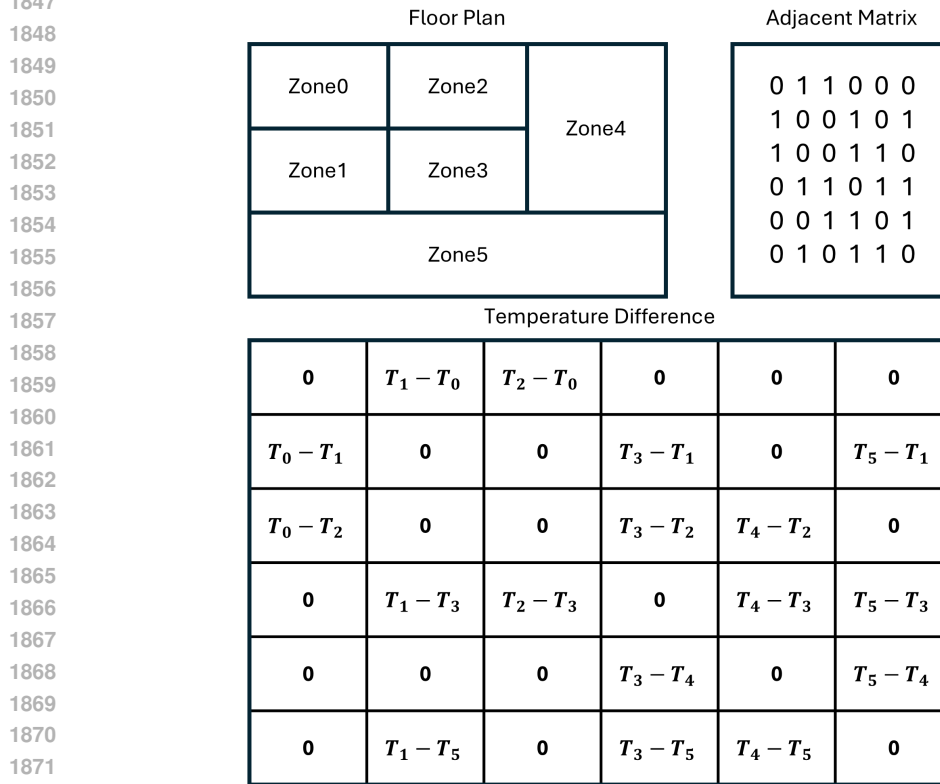 1847
1848
1849
1850
1851
1852
1853
1854
1855
1856
1857
1858
1859
1860
1861
1862
1863
1864
1865
1866
1867
1868
1869
1870
1871
Floor Plan
Zone0
Zone2
Zone4
Zone1
Zone3
Zone5
Adjacent Matrix
0 1 1 0 0 0
1 0 0 1 0 1
1 0 0 1 1 0
0 1 1 0 1 1
0 0 1 1 0 1
0 1 0 1 1 0
Temperature Difference
0 T₁ − T₀ T₂ − T₀ 0 0 0
T₀ − T₁ 0 0 T₃ − T₁ 0 T₅ − T₁
T₀ − T₂ 0 0 T₃ − T₂ T₄ − T₂ 0
0 T₁ − T₃ T₂ − T₃ 0 T₄ − T₃ T₅ − T₃
0 0 0 T₃ − T₄ 0 T₅ − T₄
0 T₁ − T₅ 0 T₃ − T₅ T₄ − T₅ 0